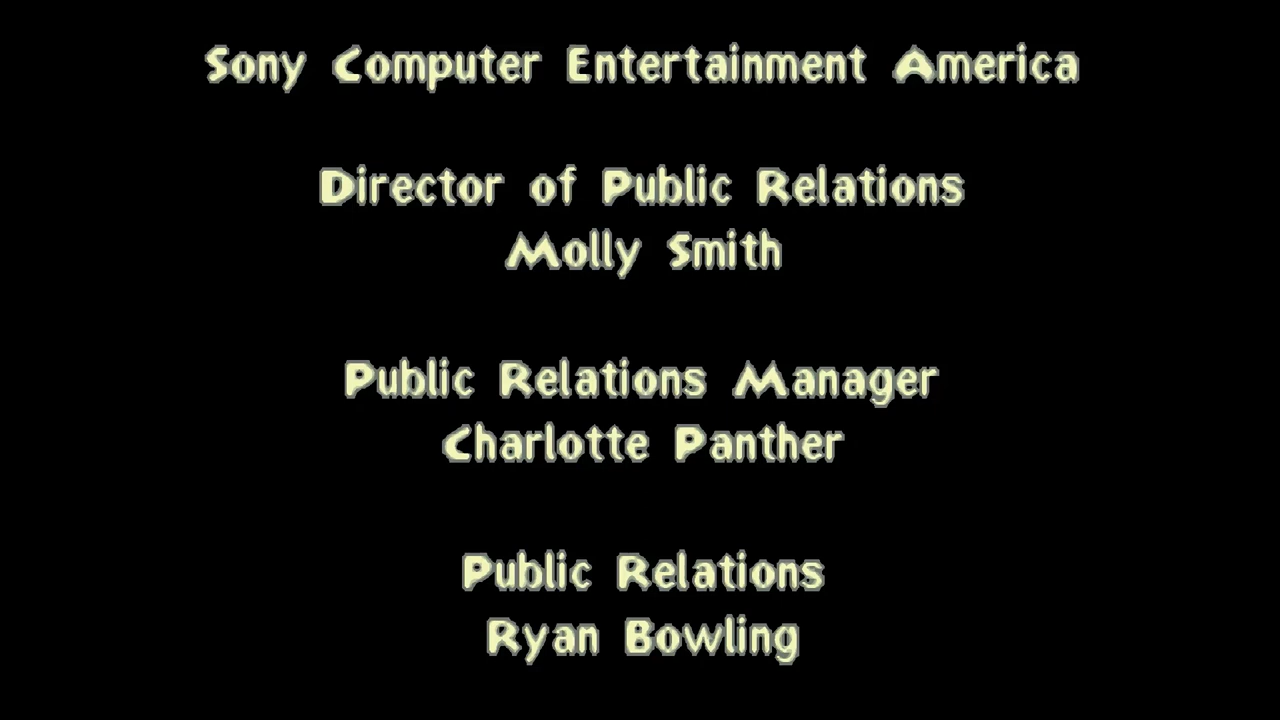 Sony Computer Entertainment America
Director of Public Relations
Molly Smith
Public Relations Manager
Charlotte Panther
Public Relations
Ryan Bowling